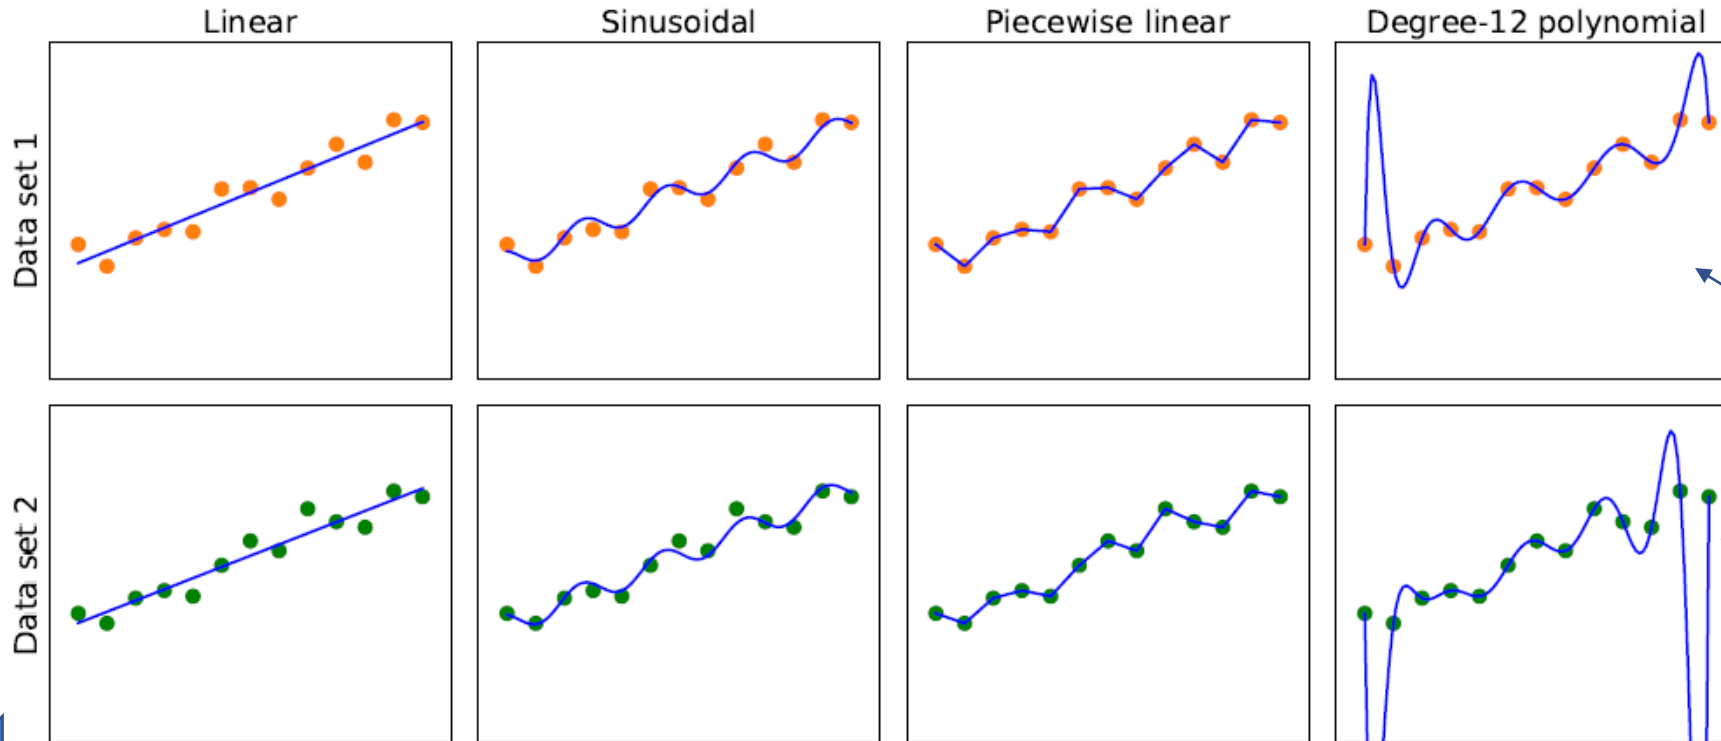 Linear
Sinusoidal
Piecewise linear
Degree-12 polynomial
Data set 1
Data set 2